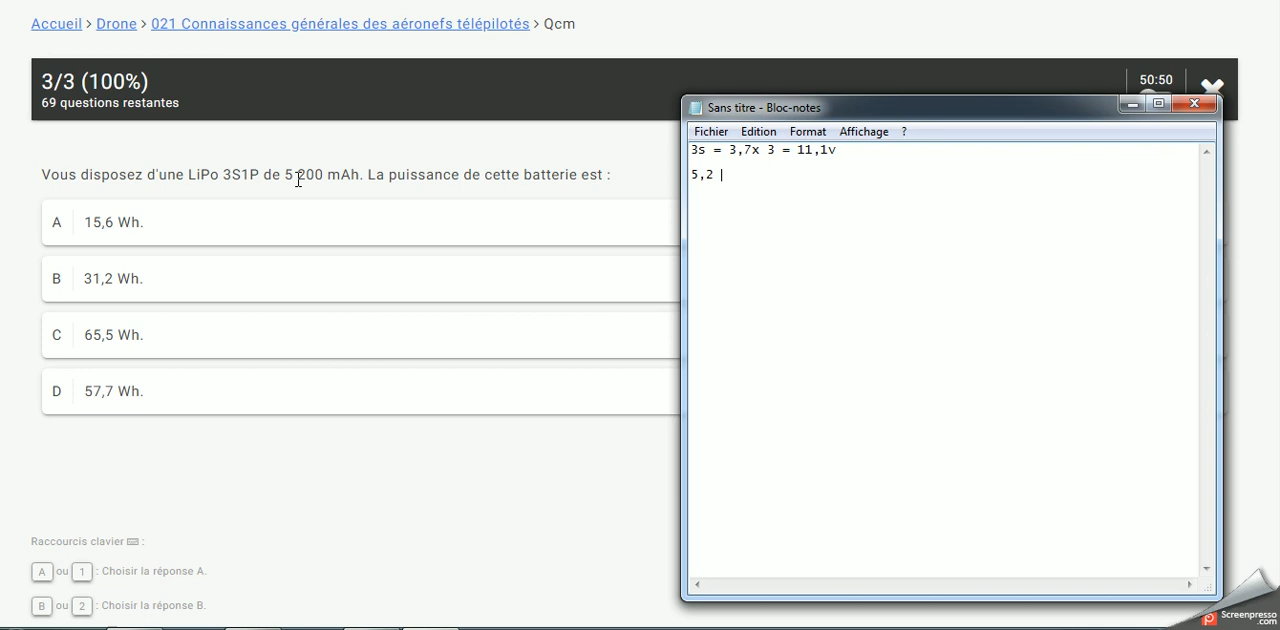 Accueil > Drone > 021 Connaissances générales des aéronefs télépilotés > Qcm
3/3 (100%)
69 questions restantes
50:50
Sans titre - Bloc-notes
Fichier Edition Format Affichage ?
3s = 3,7x 3 = 11,1v
5,2
Vous disposez d'une LiPo 3S1P de 5 200 mAh. La puissance de cette batterie est :
A 15,6 Wh.
B 31,2 Wh.
C 65,5 Wh.
D 57,7 Wh.
Raccourcis clavier :
A ou 1 : Choisir la réponse A.
B ou 2 : Choisir la réponse B.
Screenpresso
.com